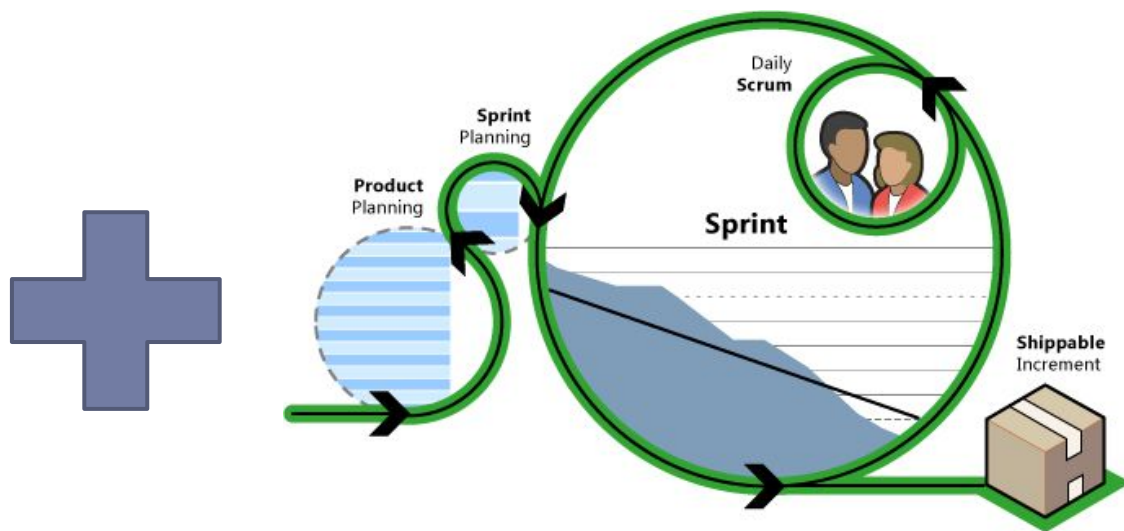 Product
Planning
Sprint
Planning
Daily
Scrum
Sprint
Shippable
Increment